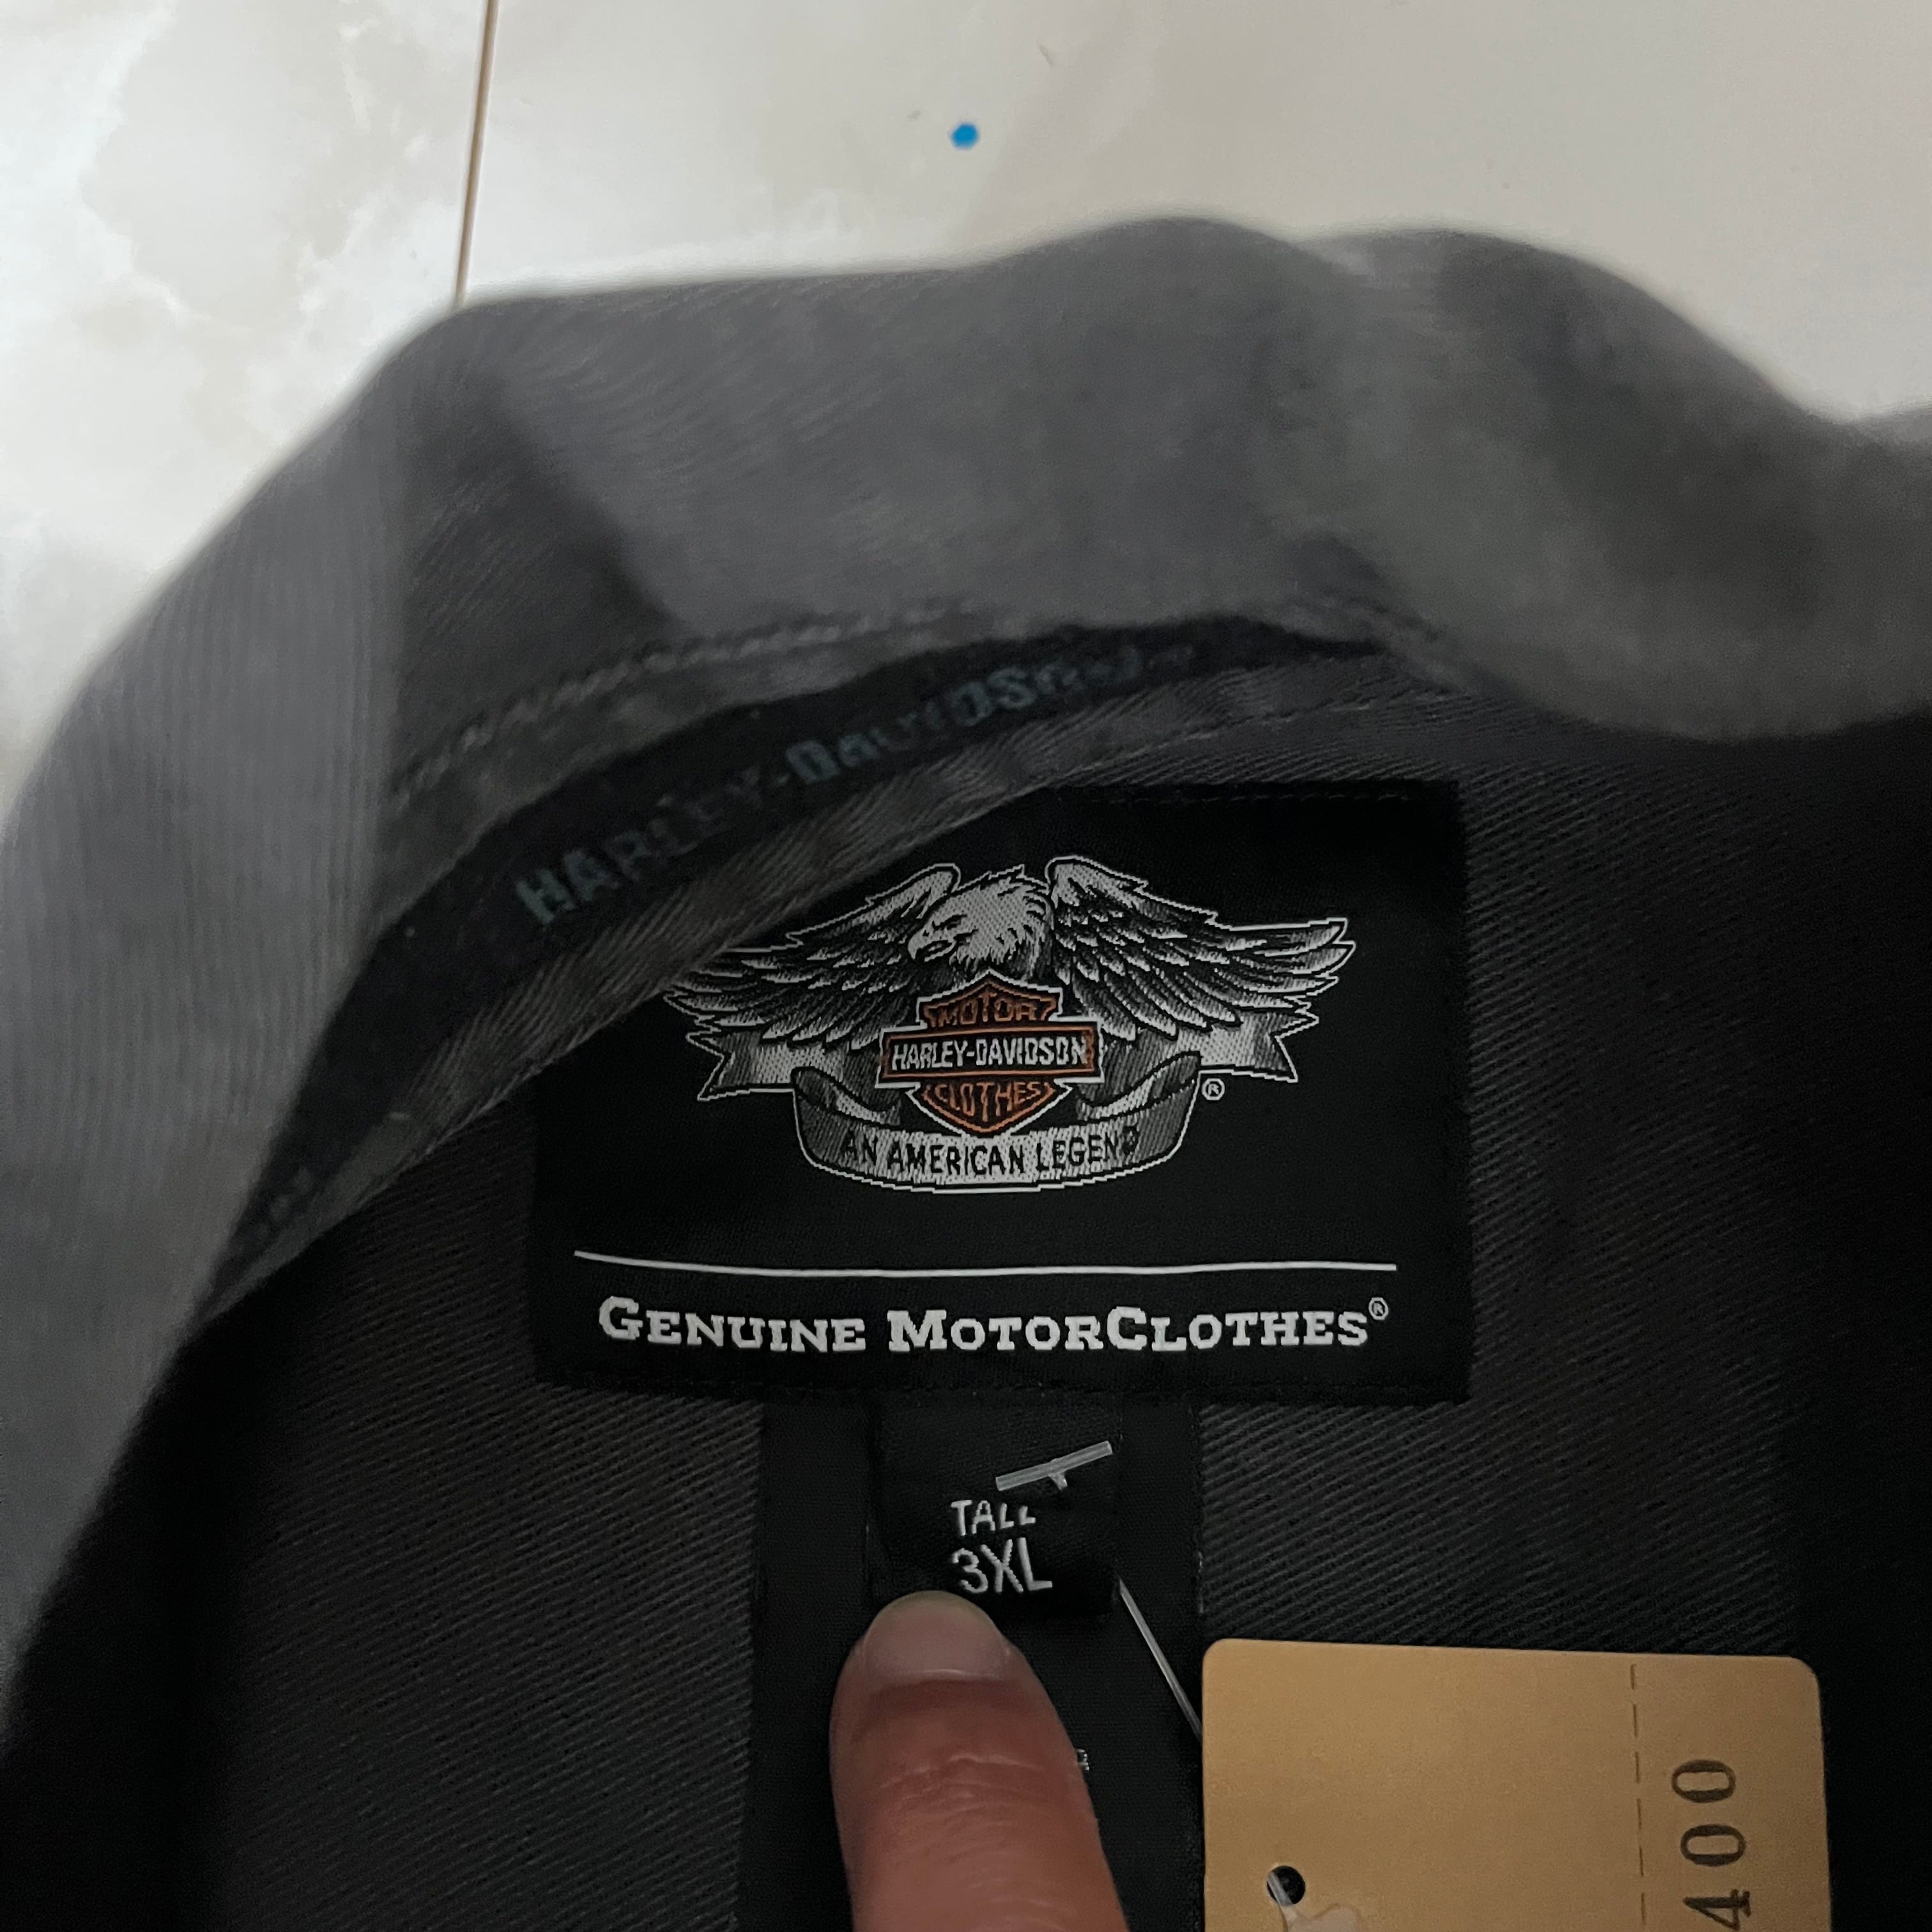 HARLEY-DAVIDSON
MOTOR
HARLEY-DAVIDSON
CLOTHES
®
AN AMERICAN LEGEND
GENUINE MOTORCLOTHES®
TALL
3XL
400